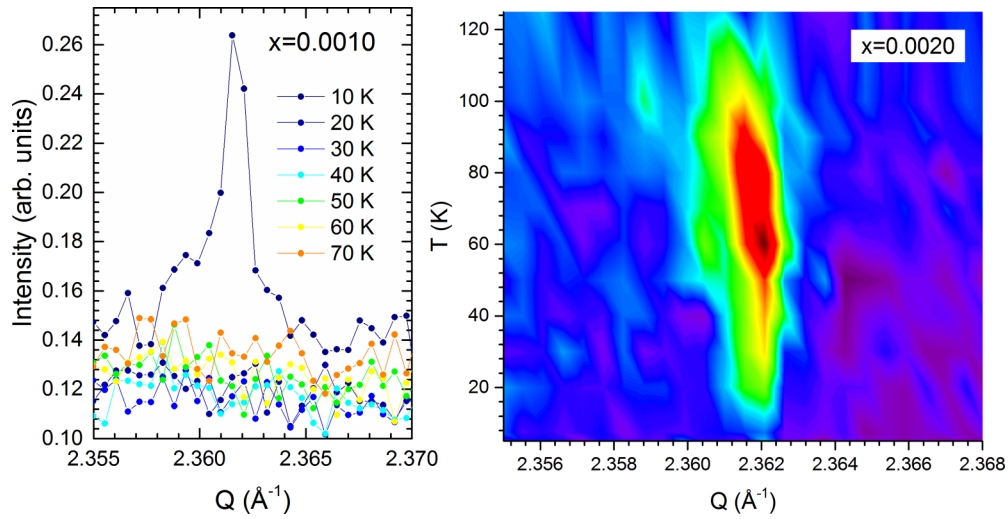 x=0.0010
10 K
20 K
30 K
40 K
50 K
60 K
70 K
0.26
0.24
0.22
0.20
0.18
0.16
0.14
0.12
0.10
Intensity (arb. units)
2.355 2.360 2.365 2.370
Q (Å⁻¹)
x=0.0020
120
100
80
60
40
20
T (K)
2.356 2.358 2.360 2.362 2.364 2.366 2.368
Q (Å⁻¹)